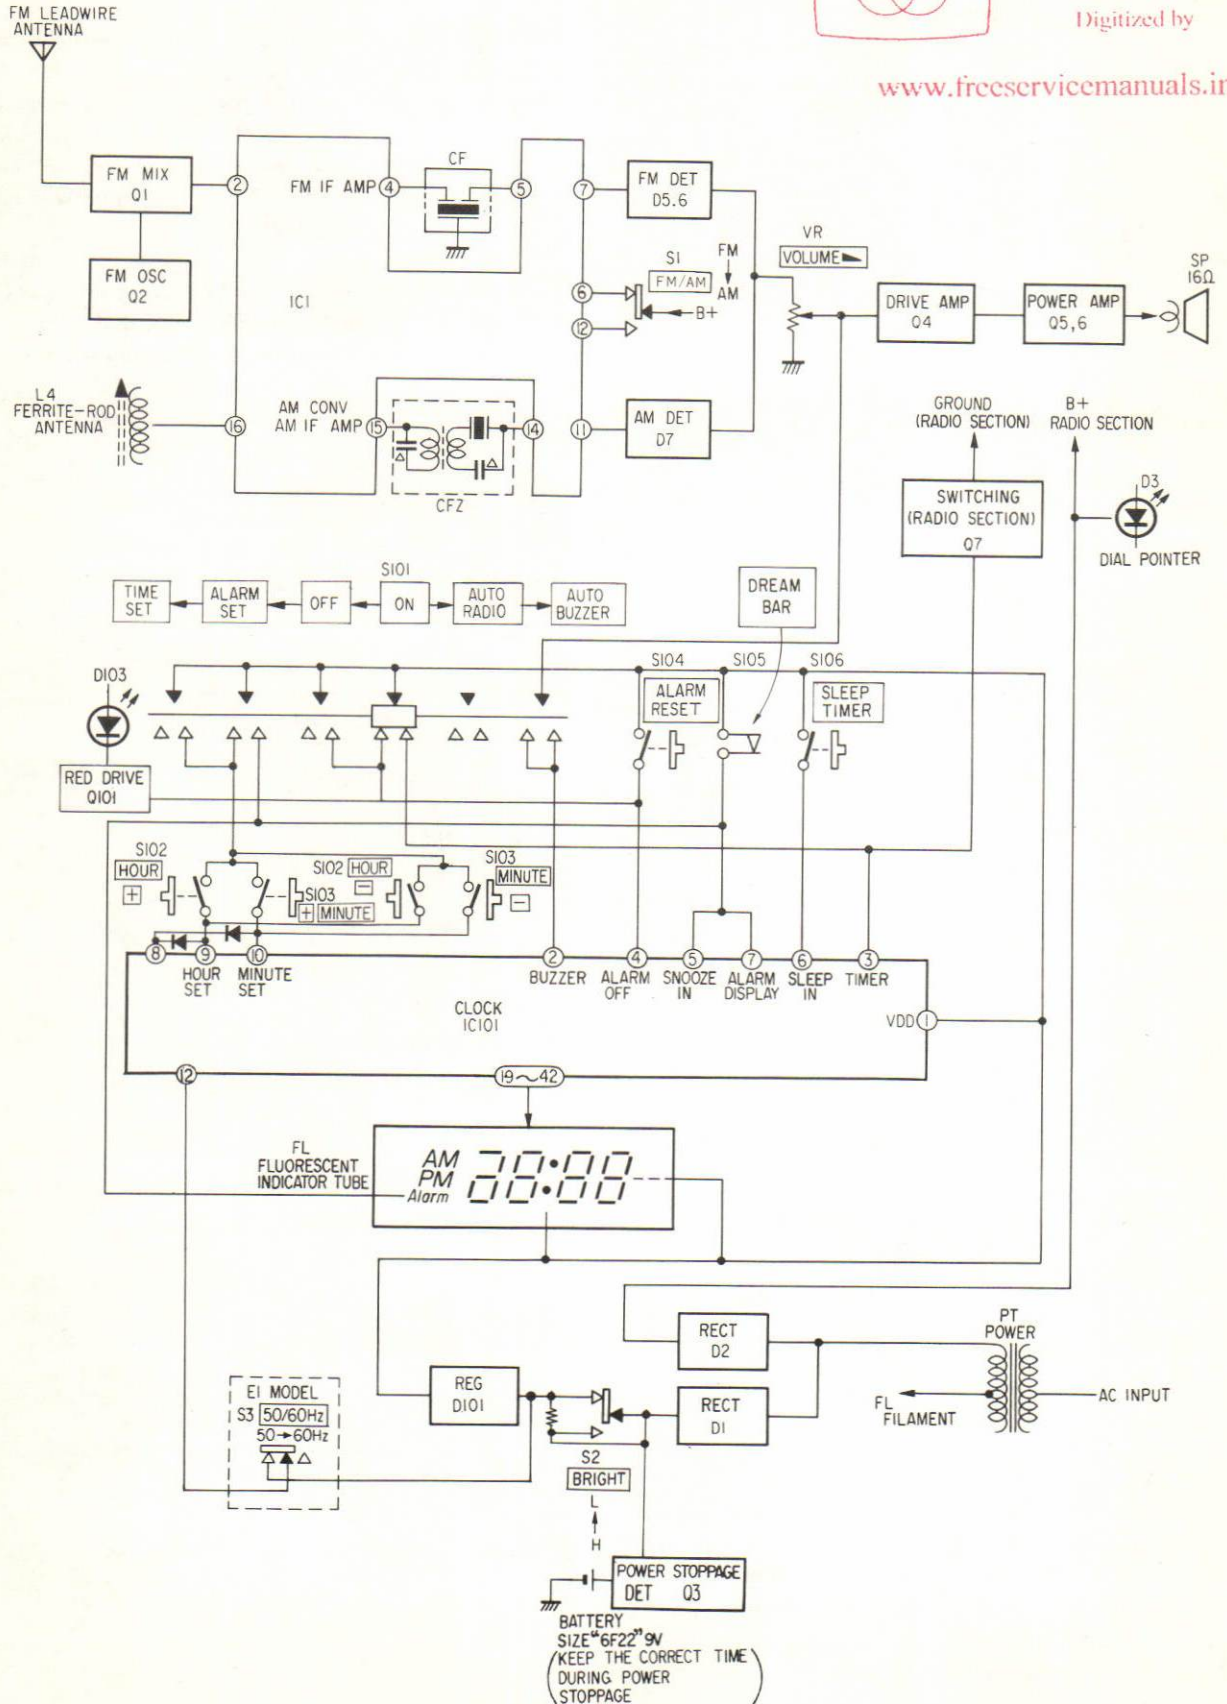 FM LEADWIRE
ANTENNA
Digitized by
www.freeservicemanuals.in
FM MIX
Q1
2
FM IF AMP
4
CF
5
7
FM DET
D5.6
FM OSC
Q2
IC1
6
12
S1
FM/AM
FM
AM
B+
VR
VOLUME
DRIVE AMP
Q4
POWER AMP
Q5,6
SP
16Ω
L4
FERRITE-ROD
ANTENNA
16
AM CONV
AM IF AMP
15
14
CFZ
11
AM DET
D7
GROUND
(RADIO SECTION)
B+
RADIO SECTION
SWITCHING
(RADIO SECTION)
Q7
D3
DIAL POINTER
S101
TIME
SET
ALARM
SET
OFF
ON
AUTO
RADIO
AUTO
BUZZER
DREAM
BAR
D103
RED DRIVE
Q101
S104
ALARM
RESET
S105
S106
SLEEP
TIMER
S102
HOUR
+
S103
+ MINUTE
S102 HOUR
−
S103
MINUTE
−
8
9
10
2
4
5
7
6
3
HOUR
SET
MINUTE
SET
BUZZER
ALARM
OFF
SNOOZE
IN
ALARM
DISPLAY
SLEEP
IN
TIMER
CLOCK
IC101
VDD 1
12
19~42
FL
FLUORESCENT
INDICATOR TUBE
AM
PM
Alarm
28:88
RECT
D2
PT
POWER
AC INPUT
FL
FILAMENT
REG
D101
RECT
D1
E1 MODEL
S3 50/60Hz
50→60Hz
S2
BRIGHT
L
H
POWER STOPPAGE
DET Q3
BATTERY
SIZE "6F22" 9V
(KEEP THE CORRECT TIME
DURING POWER
STOPPAGE)